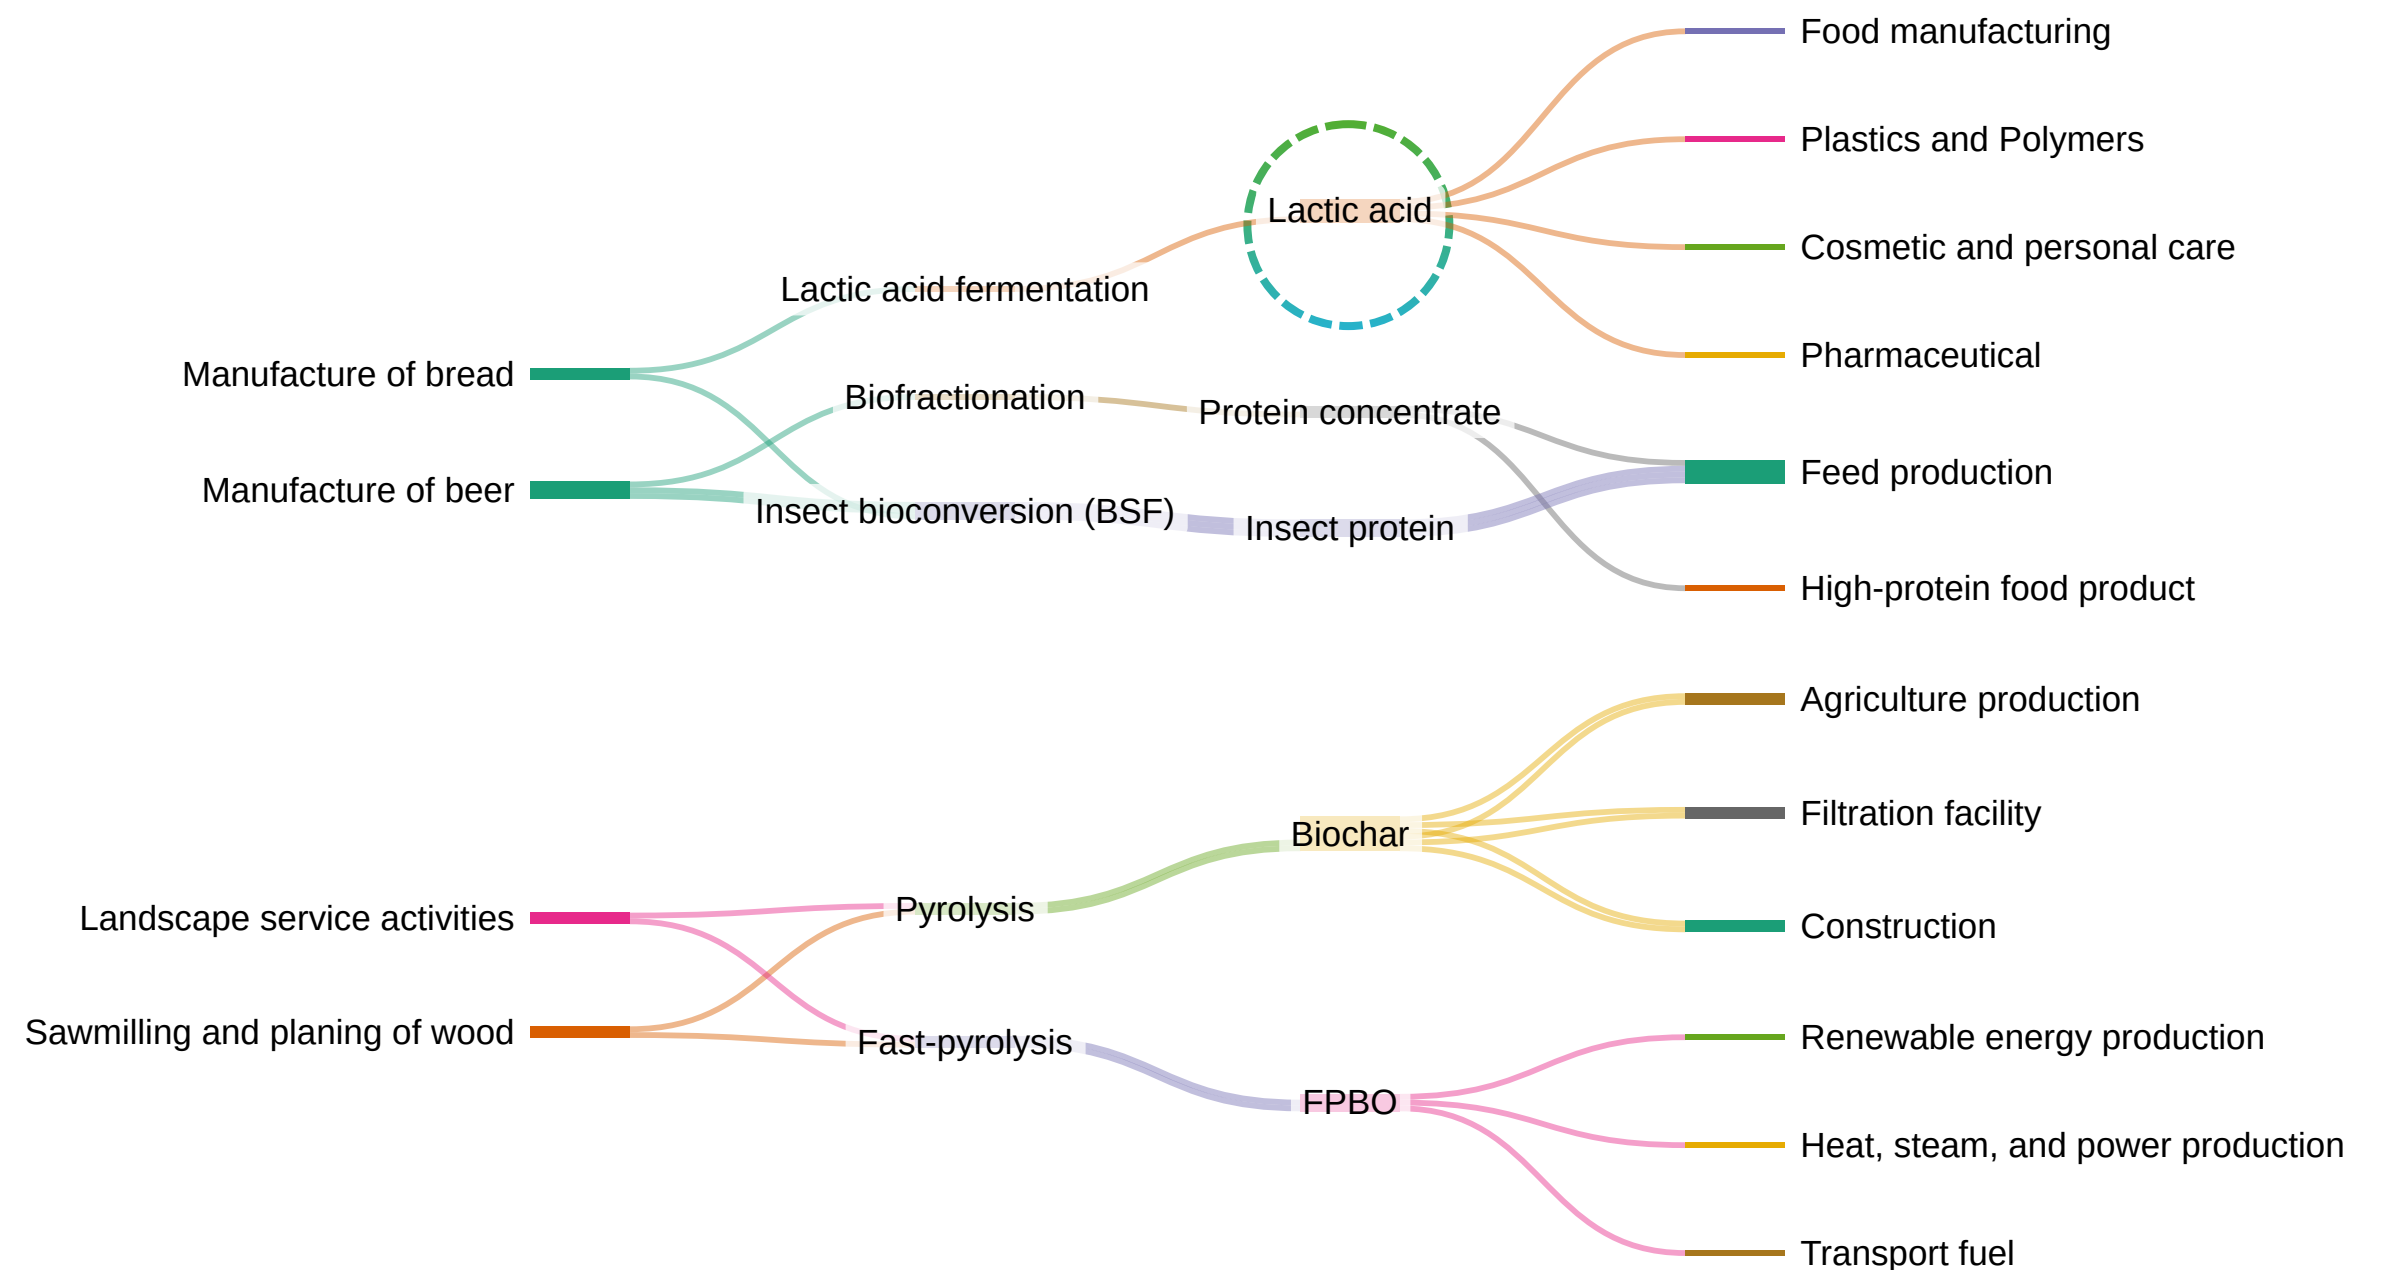 Food manufacturing
Plastics and Polymers
Lactic acid
Cosmetic and personal care
Lactic acid fermentation
Pharmaceutical
Manufacture of bread
Biofractionation
Protein concentrate
Feed production
Manufacture of beer
Insect bioconversion (BSF)
Insect protein
High-protein food product
Agriculture production
Filtration facility
Biochar
Pyrolysis
Landscape service activities
Construction
Sawmilling and planing of wood
Fast-pyrolysis
Renewable energy production
FPBO
Heat, steam, and power production
Transport fuel